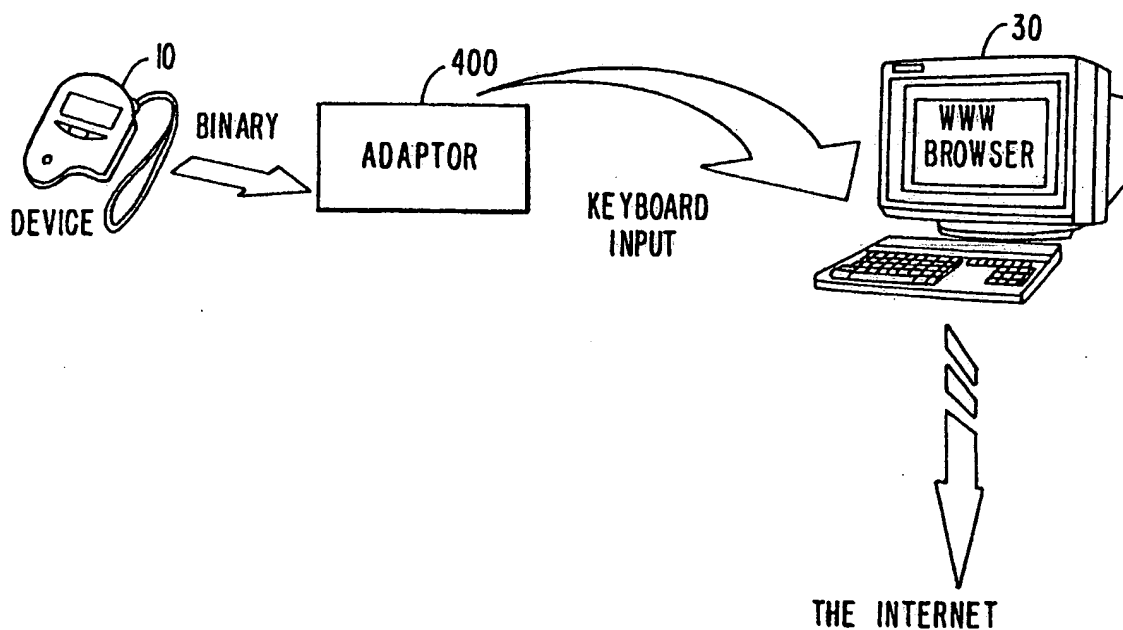 10
400
30
BINARY
ADAPTOR
WWW
BROWSER
DEVICE
KEYBOARD
INPUT
THE INTERNET